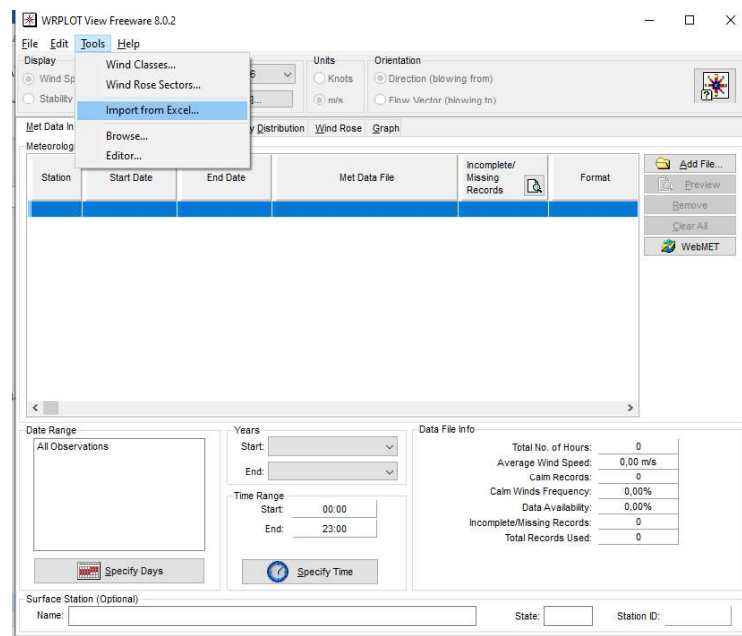 WRPLOT View Freeware 8.0.2
File Edit Tools Help
Display
Wind Classes...
Wind Rose Sectors...
Import from Excel...
Browse...
Editor...
Wind Sp
Stability
6
Units
Knots
m/s
Orientation
Direction (blowing from)
Flow Vector (blowing to)
Met Data In
y Distribution Wind Rose Graph
Meteorolog
Station Start Date End Date Met Data File Incomplete/ Missing Records Format
Add File...
Preview
Remove
Clear All
WebMET
Date Range
All Observations
Specify Days
Years
Start:
End:
Time Range
Start: 00:00
End: 23:00
Specify Time
Data File Info
Total No. of Hours: 0
Average Wind Speed: 0,00 m/s
Calm Records: 0
Calm Winds Frequency: 0,00%
Data Availability: 0,00%
Incomplete/Missing Records: 0
Total Records Used: 0
Surface Station (Optional)
Name: State: Station ID: